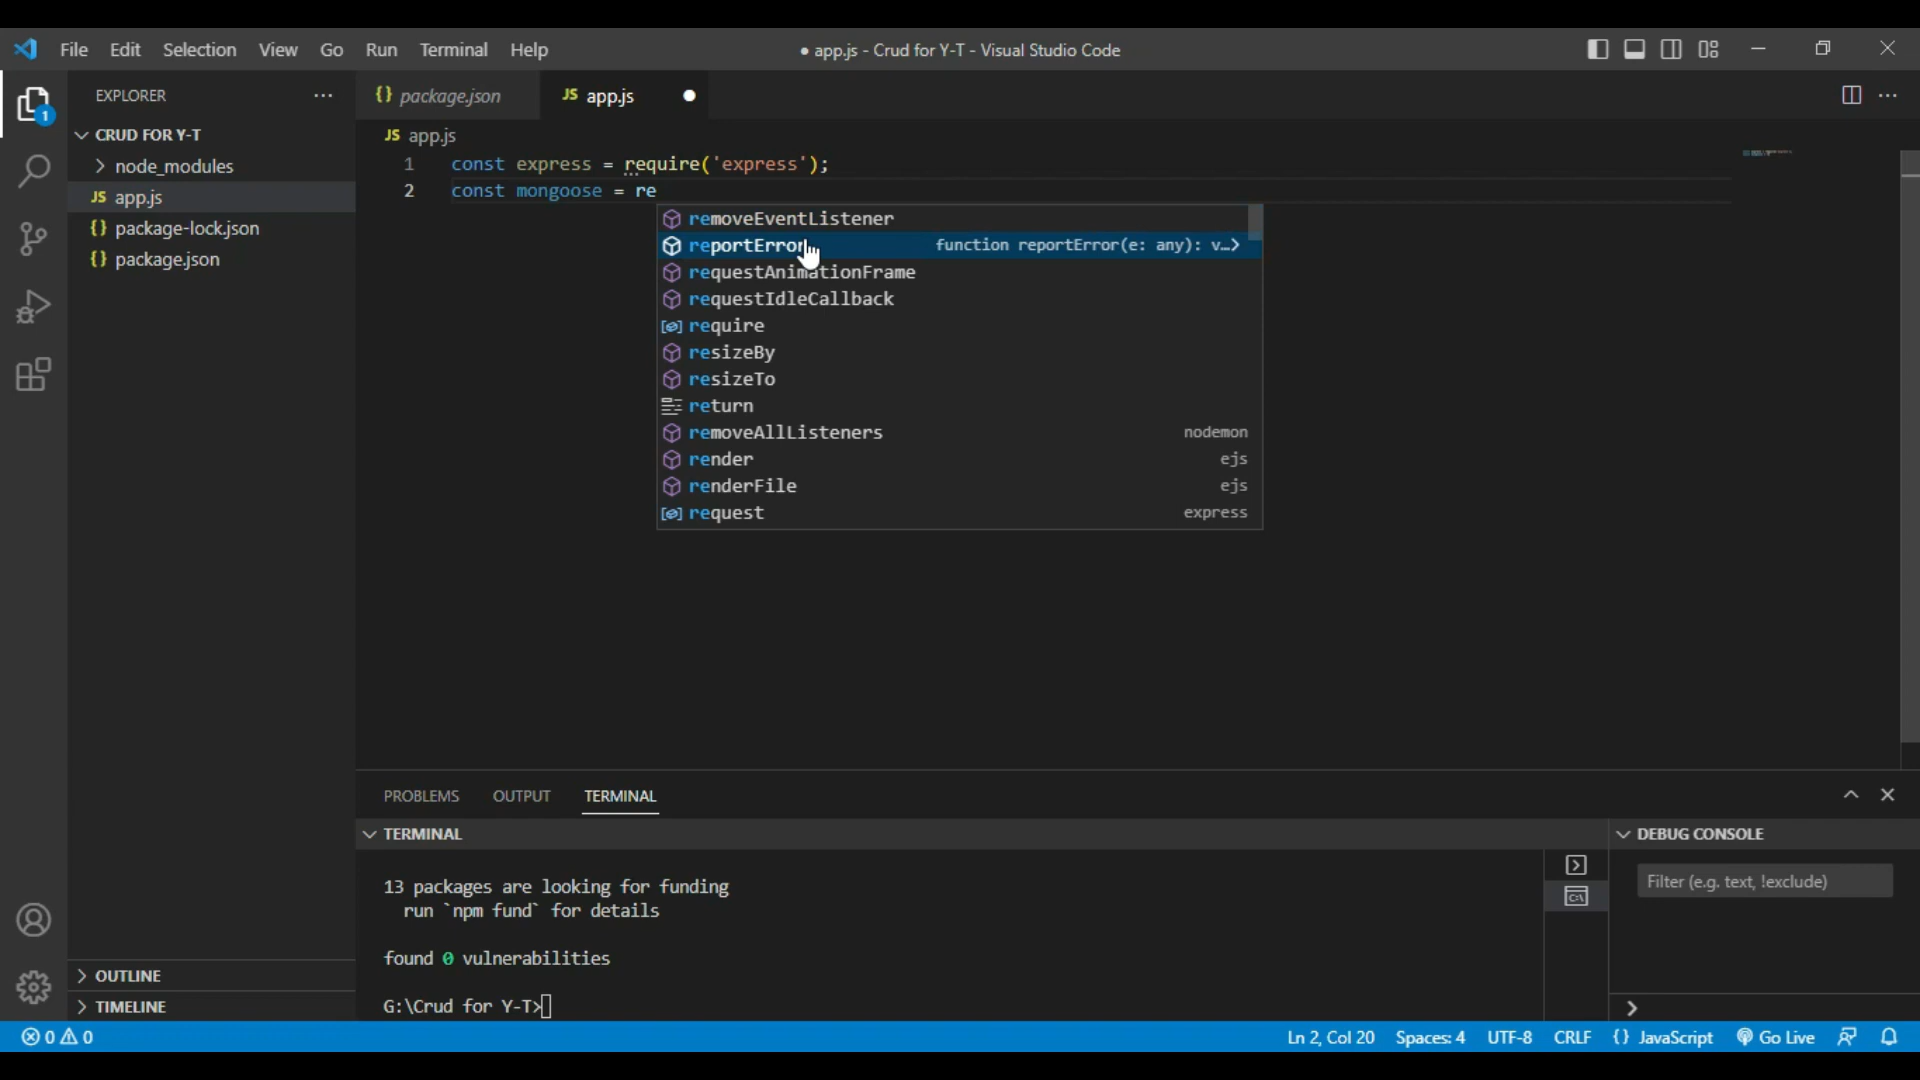 File Edit Selection View Go Run Terminal Help
● app.js - Crud for Y-T - Visual Studio Code
EXPLORER
1
CRUD FOR Y-T
node_modules
JS app.js
{} package-lock.json
{} package.json
OUTLINE
TIMELINE
{} package.json
JS app.js
JS app.js
1 const express = require('express');
2 const mongoose = re
removeEventListener
reportError function reportError(e: any): v…
requestAnimationFrame
requestIdleCallback
require
resizeBy
resizeTo
return
removeAllListeners nodemon
render ejs
renderFile ejs
request express
PROBLEMS OUTPUT TERMINAL
TERMINAL
13 packages are looking for funding
run `npm fund` for details
found 0 vulnerabilities
G:\Crud for Y-T>
DEBUG CONSOLE
Filter (e.g. text, !exclude)
0 0
Ln 2, Col 20 Spaces: 4 UTF-8 CRLF {} JavaScript Go Live